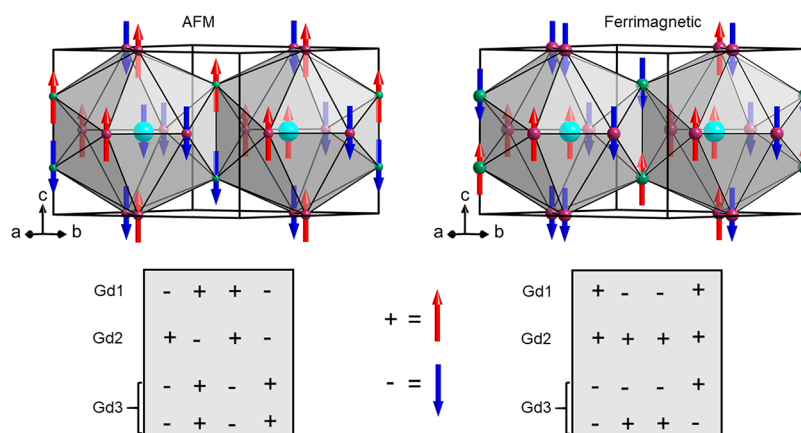 AFM
Ferrimagnetic
c
a b
c
a b
Gd1 - + + -
Gd2 + - + -
- + - +
Gd3
- + - +
+ =
- =
Gd1 + - - +
Gd2 + + + +
- - - +
Gd3
- + + -